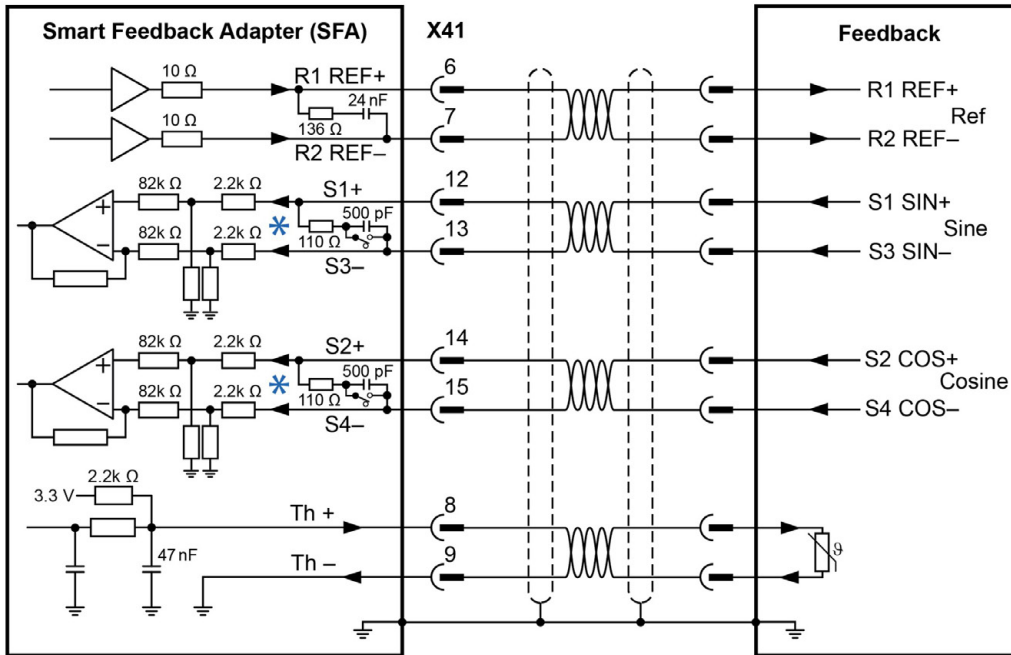 Smart Feedback Adapter (SFA)
X41
Feedback
10 Ω
R1 REF+
6
R1 REF+
24 nF
Ref
136 Ω
7
10 Ω
R2 REF–
R2 REF–
82k Ω
2.2k Ω
S1+
12
S1 SIN+
+
*
500 pF
Sine
–
82k Ω
2.2k Ω
110 Ω
13
S3–
S3 SIN–
82k Ω
2.2k Ω
S2+
14
S2 COS+
+
*
500 pF
Cosine
–
82k Ω
2.2k Ω
110 Ω
15
S4–
S4 COS–
2.2k Ω
3.3 V
Th +
8
47 nF
Th –
9
ϑ